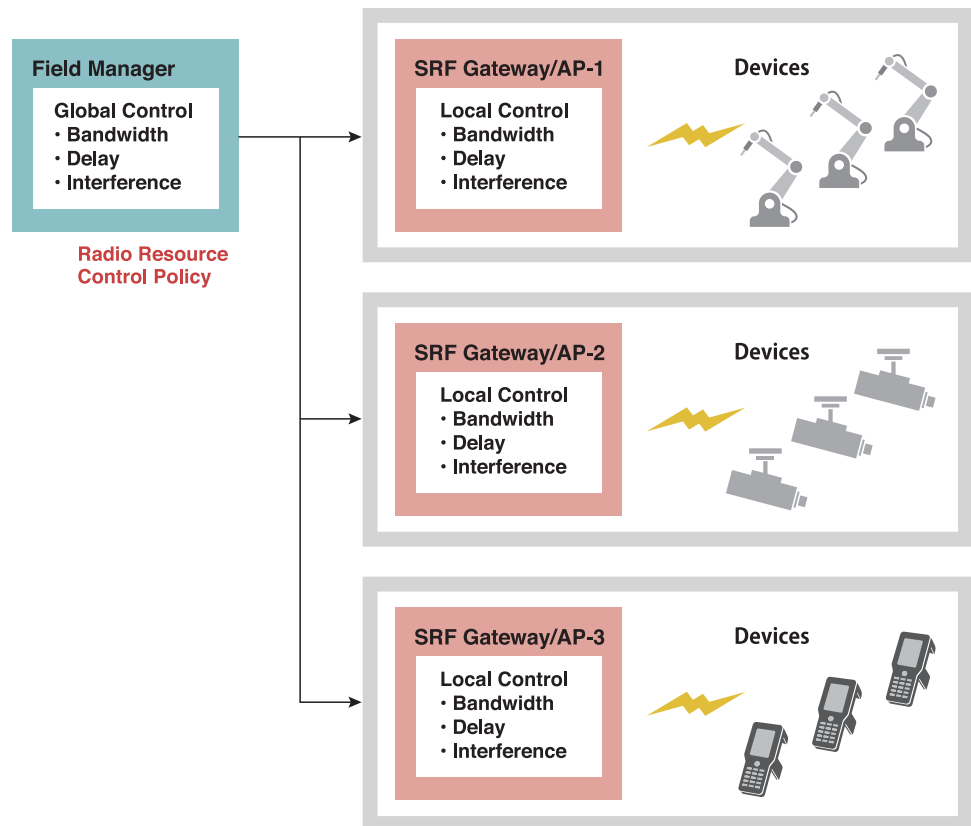 Field Manager
Global Control
・Bandwidth
・Delay
・Interference
Radio Resource
Control Policy
SRF Gateway/AP-1
Local Control
・Bandwidth
・Delay
・Interference
Devices
SRF Gateway/AP-2
Local Control
・Bandwidth
・Delay
・Interference
Devices
SRF Gateway/AP-3
Local Control
・Bandwidth
・Delay
・Interference
Devices